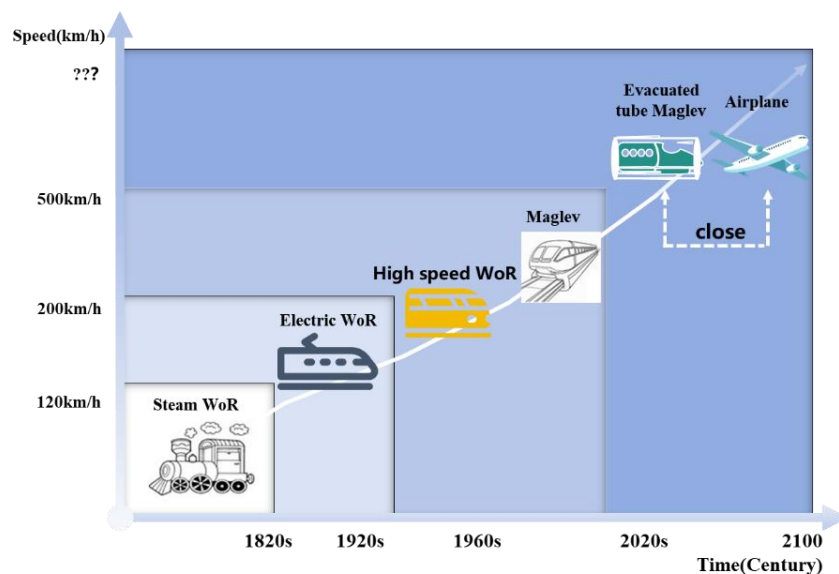 Speed(km/h)
???
Evacuated
tube Maglev
Airplane
500km/h
Maglev
close
High speed WoR
200km/h
Electric WoR
120km/h
Steam WoR
1820s
1920s
1960s
2020s
2100
Time(Century)